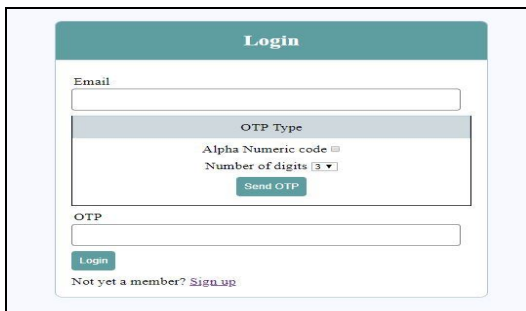 Login
Email
OTP Type
Alpha Numeric code
Number of digits 3
Send OTP
OTP
Login
Not yet a member? Sign up